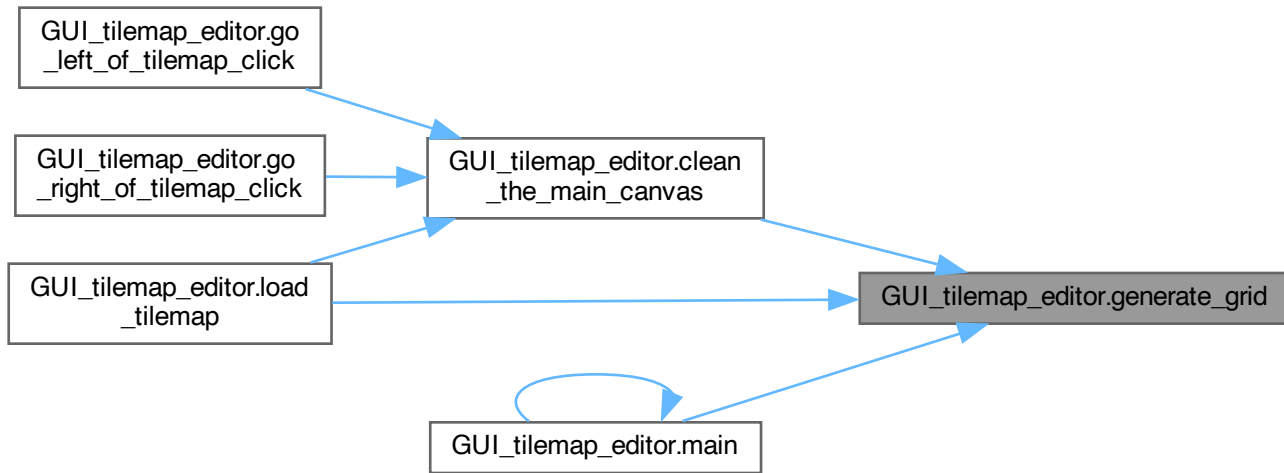 GUI_tilemap_editor.go
_left_of_tilemap_click
GUI_tilemap_editor.go
_right_of_tilemap_click
GUI_tilemap_editor.load
_tilemap
GUI_tilemap_editor.clean
_the_main_canvas
GUI_tilemap_editor.main
GUI_tilemap_editor.generate_grid